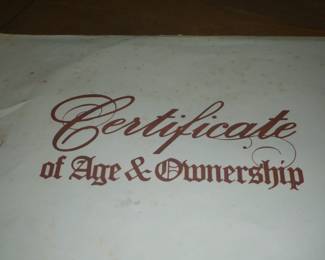 Certificate
of Age & Ownership